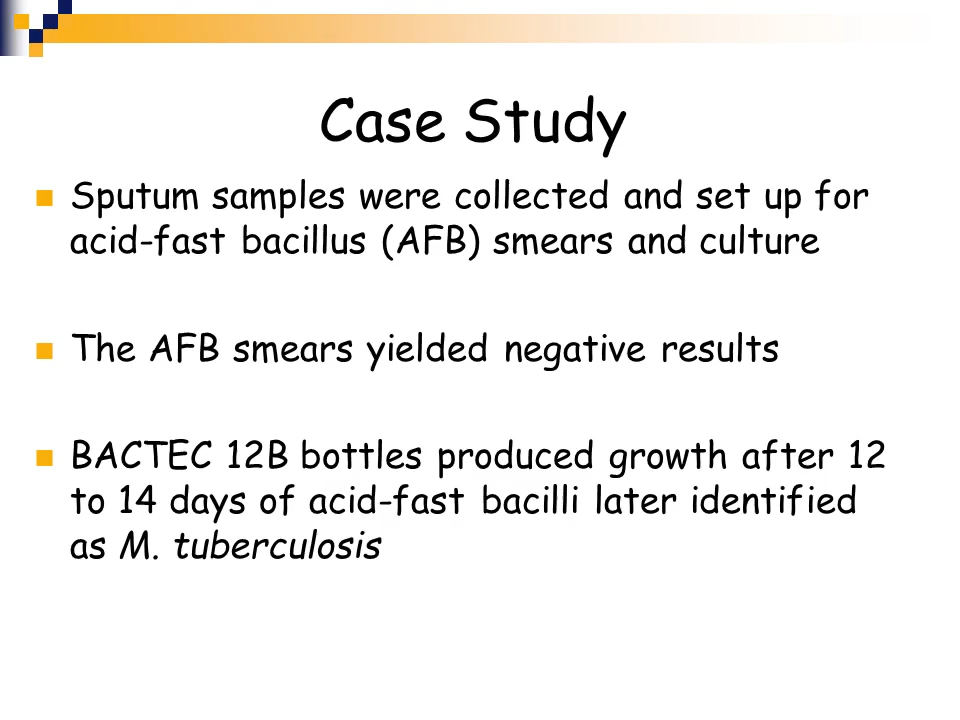 Case Study
Sputum samples were collected and set up for
acid-fast bacillus (AFB) smears and culture
The AFB smears yielded negative results
BACTEC 12B bottles produced growth after 12
to 14 days of acid-fast bacilli later identified
as M. tuberculosis